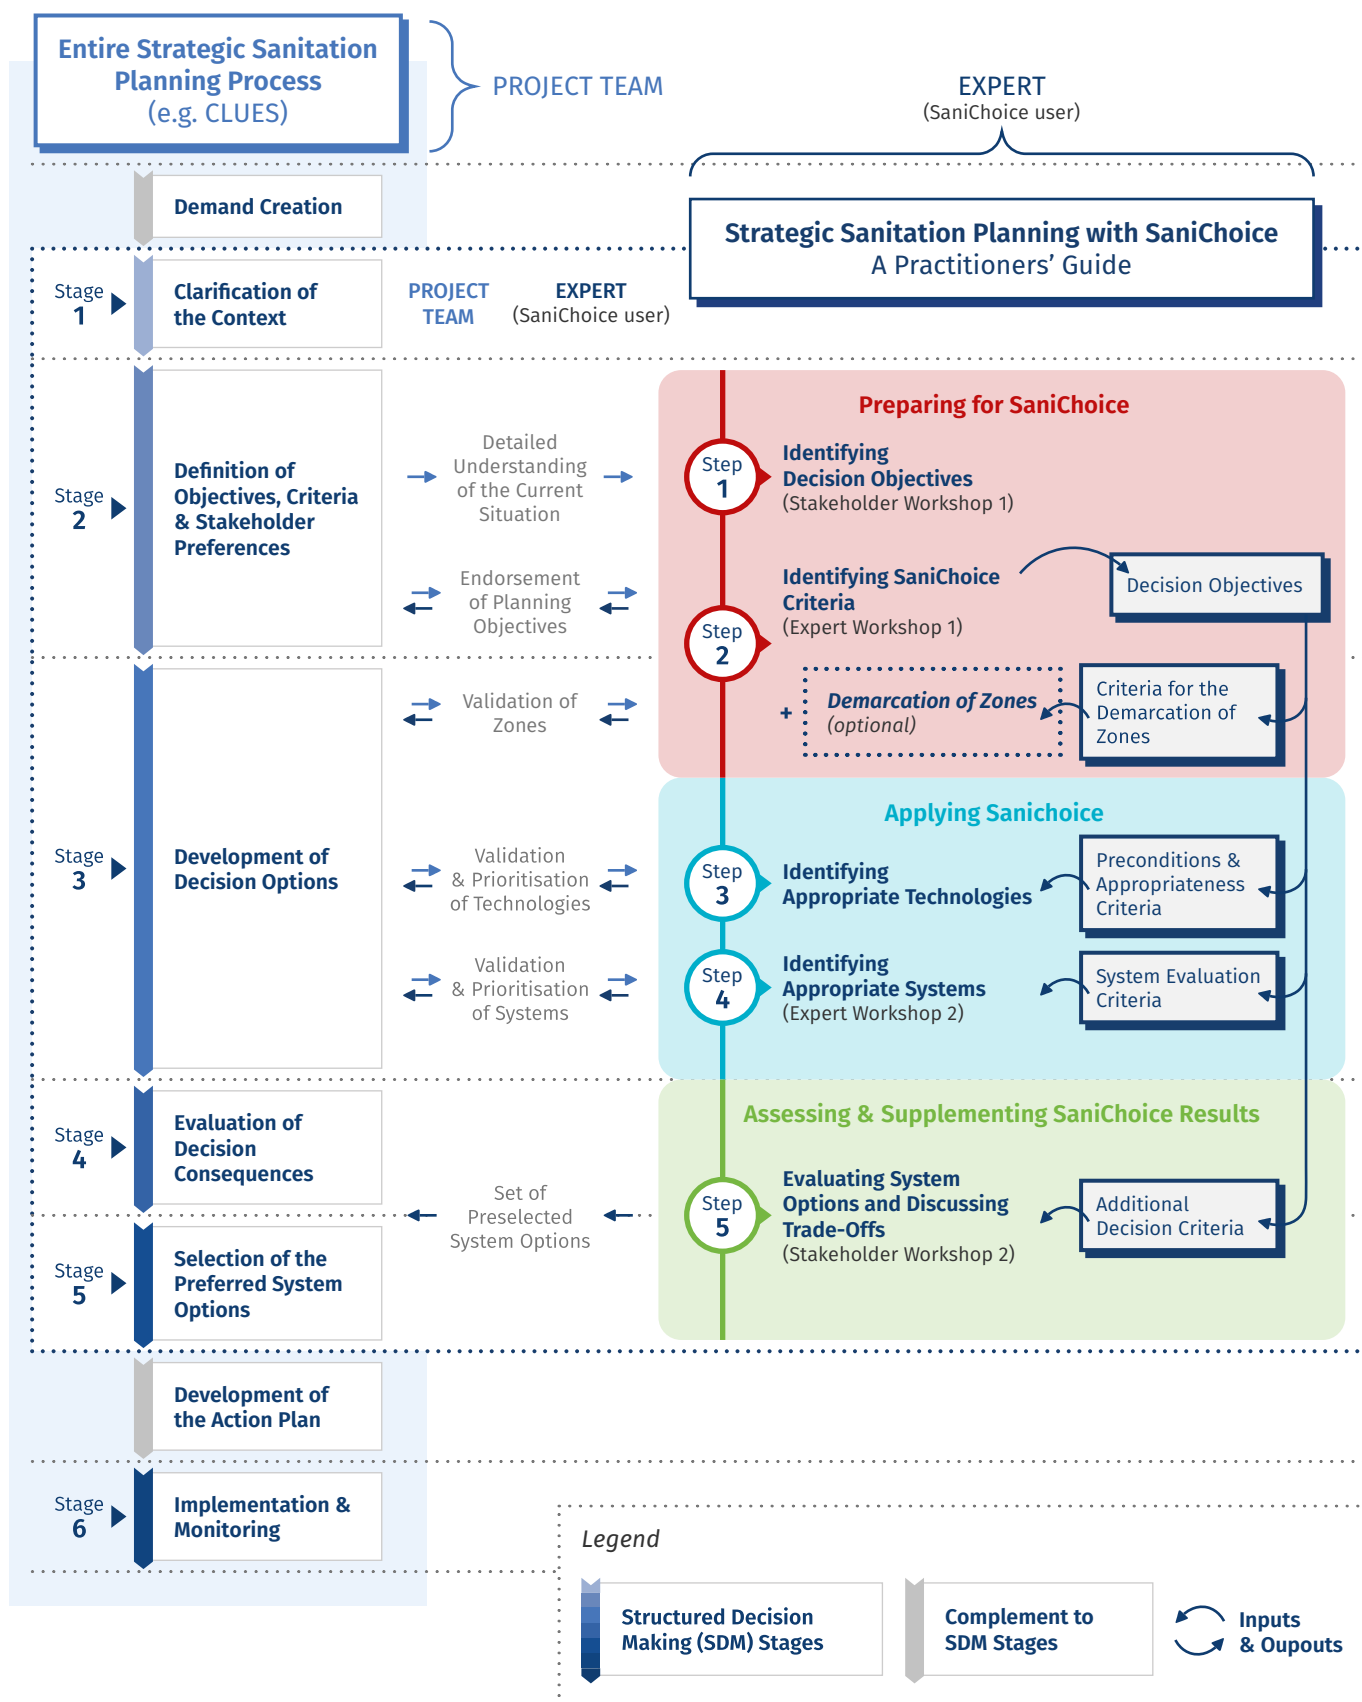 Entire Strategic Sanitation
Planning Process
(e.g. CLUES)
PROJECT TEAM
EXPERT
(SaniChoice user)
Demand Creation
Strategic Sanitation Planning with SaniChoice
A Practitioners' Guide
Stage
1
Clarification of
the Context
PROJECT
TEAM
EXPERT
(SaniChoice user)
Stage
2
Definition of
Objectives, Criteria
& Stakeholder
Preferences
Detailed
Understanding
of the Current
Situation
Endorsement
of Planning
Objectives
Preparing for SaniChoice
Step
1
Identifying
Decision Objectives
(Stakeholder Workshop 1)
Step
2
Identifying SaniChoice
Criteria
(Expert Workshop 1)
Decision Objectives
Validation of
Zones
+
Demarcation of Zones
(optional)
Criteria for the
Demarcation of
Zones
Stage
3
Development of
Decision Options
Validation
& Prioritisation
of Technologies
Validation
& Prioritisation
of Systems
Applying Sanichoice
Step
3
Identifying
Appropriate Technologies
Preconditions &
Appropriateness
Criteria
Step
4
Identifying
Appropriate Systems
(Expert Workshop 2)
System Evaluation
Criteria
Stage
4
Evaluation of
Decision
Consequences
Set of
Preselected
System Options
Assessing & Supplementing SaniChoice Results
Step
5
Evaluating System
Options and Discussing
Trade-Offs
(Stakeholder Workshop 2)
Additional
Decision Criteria
Stage
5
Selection of the
Preferred System
Options
Development of
the Action Plan
Stage
6
Implementation &
Monitoring
Legend
Structured Decision
Making (SDM) Stages
Complement to
SDM Stages
Inputs
& Oupouts